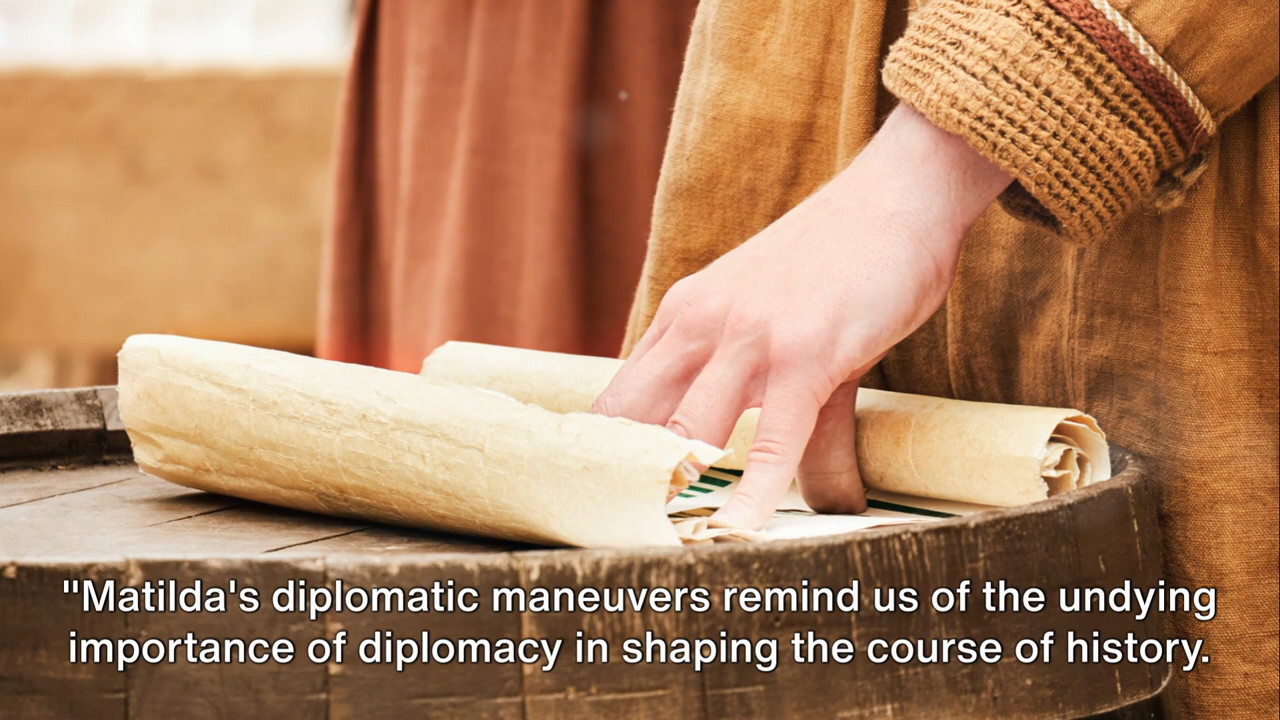 "Matilda's diplomatic maneuvers remind us of the undying
importance of diplomacy in shaping the course of history.